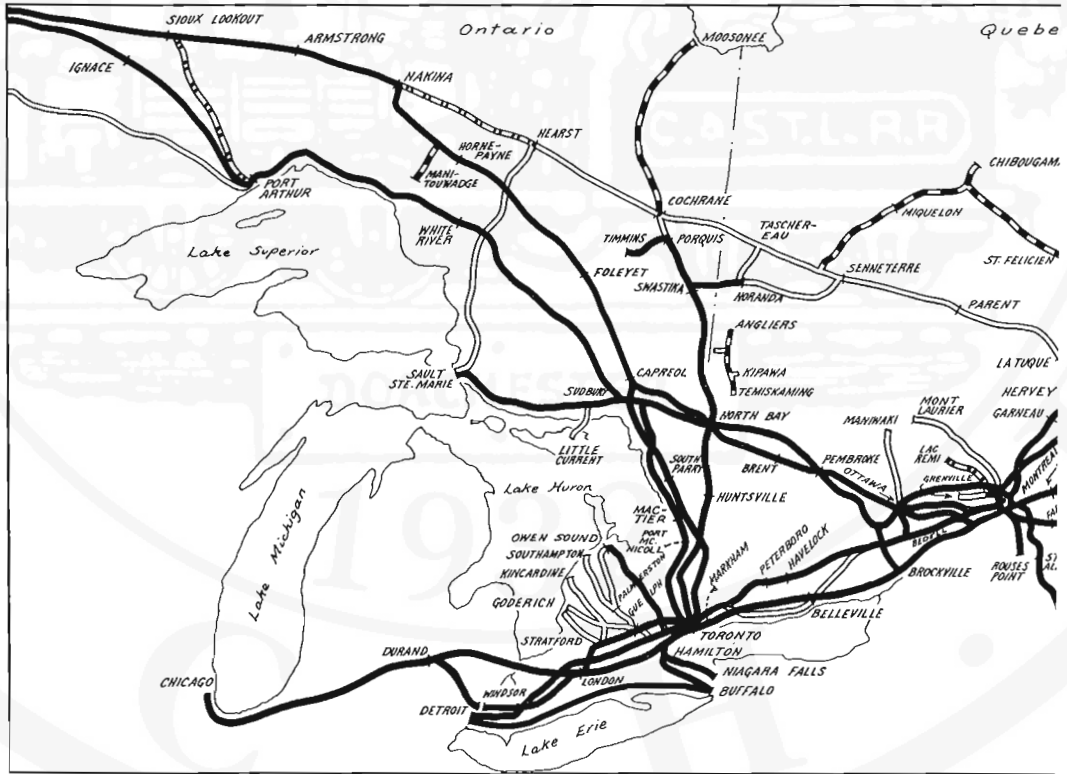 SIOUX LOOKOUT
Ontario
Quebe
ARMSTRONG
MOOSONEE
IGNACE
NAKINA
HEARST
CHIBOUGAM
HORNE-
PAYNE
MANI-
TOUWADGE
PORT
ARTHUR
COCHRANE
MIQUELON
WHITE
RIVER
TASCHER-
EAU
TIMMINS
PORQUIS
Lake Superior
FOLEYET
SENNETERRE
ST. FELICIEN
SWASTIKA
NORANDA
PARENT
ANGLIERS
LA TUQUE
SAULT
STE. MARIE
CAPREOL
KIPAWA
TEMISKAMING
SUDBURY
HERVEY
GARNEAU
MONT
LAURIER
MANIWAKI
NORTH BAY
LITTLE
CURRENT
SOUTH
PARRY
BRENT
PEMBROKE
OTTAWA
LAC
REMI
GRENVILLE
MONTREAL
Lake Huron
HUNTSVILLE
MAC-
TIER
PORT
MC.
NICOLL
OWEN SOUND
SOUTHAMPTON
KINCARDINE
GODERICH
PALMERSTON
GUELPH
STRATFORD
MARKHAM
PETERBORO
HAVELOCK
BROCKVILLE
ROUSES
POINT
BELLEVILLE
TORONTO
HAMILTON
NIAGARA FALLS
BUFFALO
Lake Michigan
DURAND
CHICAGO
WINDSOR
LONDON
DETROIT
Lake Erie